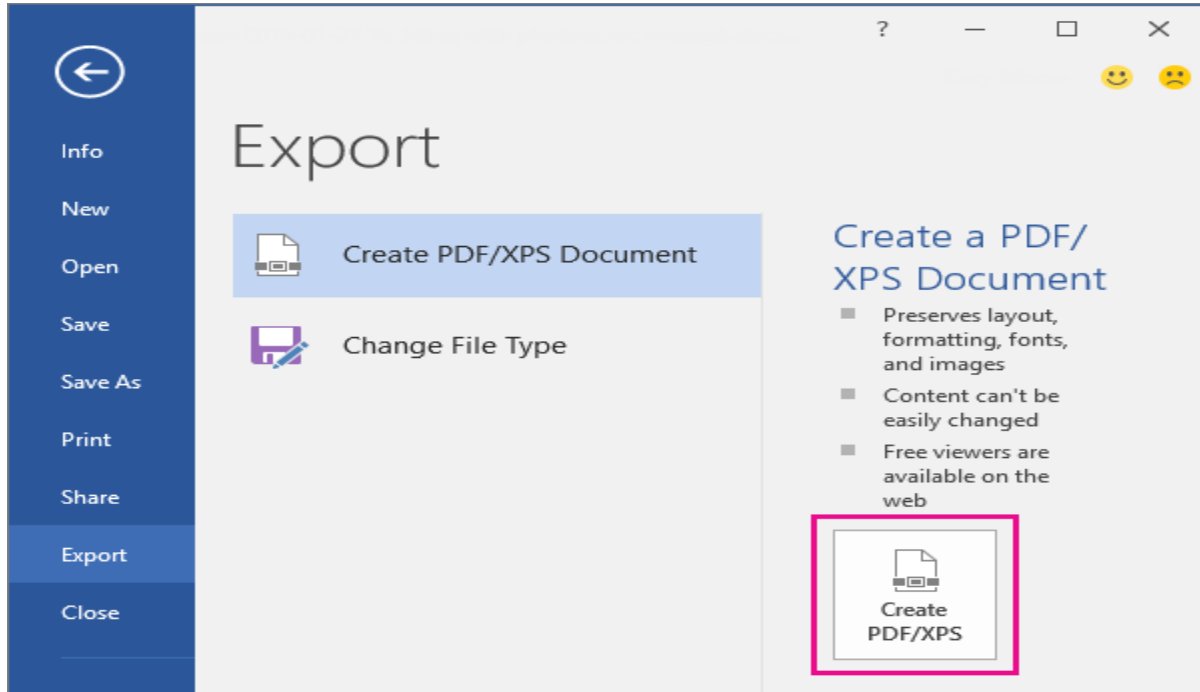 ?
Info
New
Open
Save
Save As
Print
Share
Export
Close
Export
Create PDF/XPS Document
Change File Type
Create a PDF/
XPS Document
Preserves layout,
formatting, fonts,
and images
Content can't be
easily changed
Free viewers are
available on the
web
Create
PDF/XPS